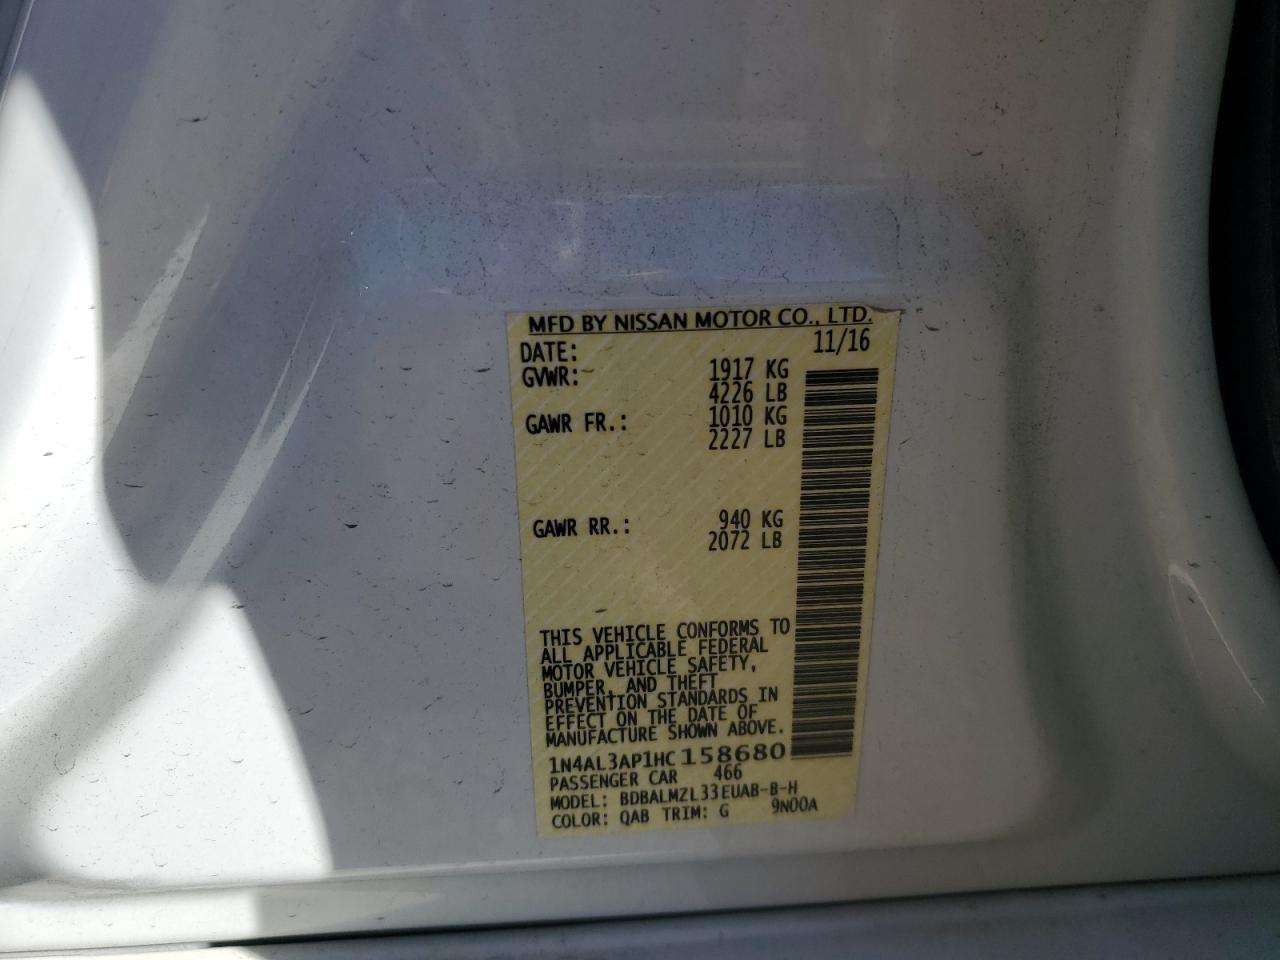 MFD BY NISSAN MOTOR CO., LTD.
DATE: 11/16
GVWR: 1917 KG
4226 LB
GAWR FR.: 1010 KG
2227 LB
GAWR RR.: 940 KG
2072 LB
THIS VEHICLE CONFORMS TO
ALL APPLICABLE FEDERAL
MOTOR VEHICLE SAFETY,
BUMPER, AND THEFT
PREVENTION STANDARDS IN
EFFECT ON THE DATE OF
MANUFACTURE SHOWN ABOVE.
1N4AL3AP1HC158680
PASSENGER CAR 466
MODEL: BDBALMZL33EUAB-B-H
COLOR: QAB TRIM: G 9N00A